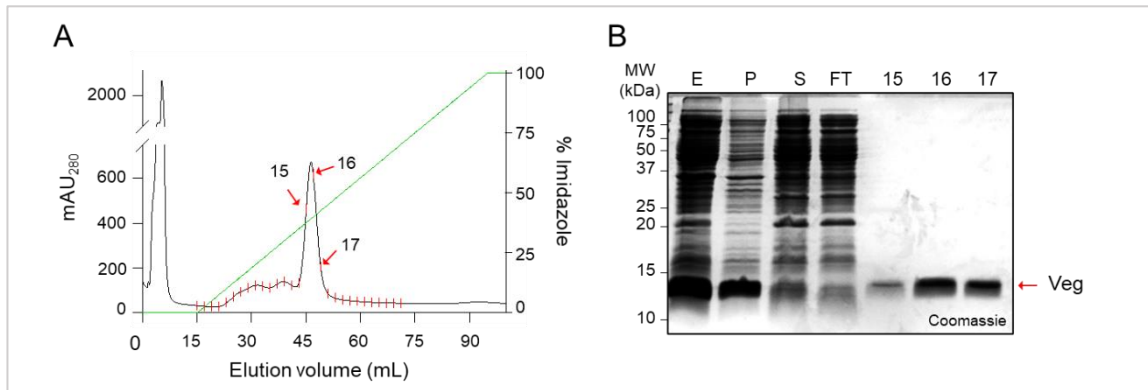 A
2000
600
400
200
0
mAU280
0 15 30 45 60 75 90
Elution volume (mL)
100
75
50
25
0
% Imidazole
15
16
17
B
MW
(kDa)
E P S FT 15 16 17
100
75
50
37
25
20
15
10
Veg
Coomassie